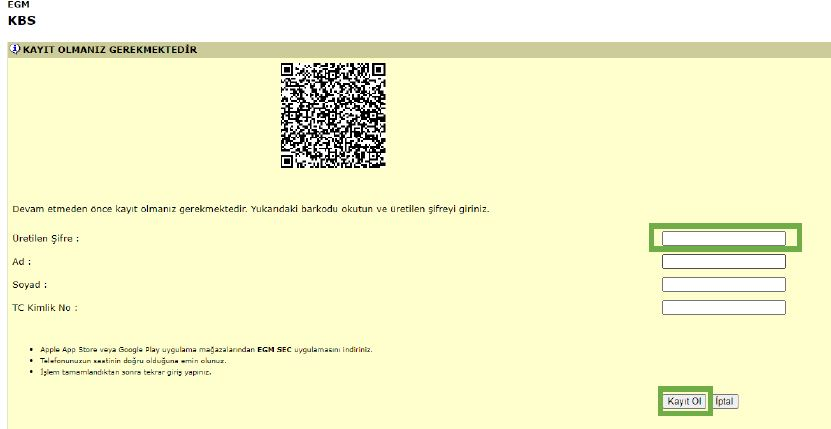 EGM
KBS
KAYIT OLMANIZ GEREKMEKTEDİR
Devam etmeden önce kayıt olmanız gerekmektedir. Yukarıdaki barkodu okutun ve üretilen şifreyi giriniz.
Üretilen Şifre :
Ad :
Soyad :
TC Kimlik No :
• Apple App Store veya Google Play uygulama mağazalarından EGM SEC uygulamasını indiriniz.
• Telefonunuzun saatinin doğru olduğuna emin olunuz.
• İşlem tamamlandıktan sonra tekrar giriş yapınız.
Kayıt Ol İptal